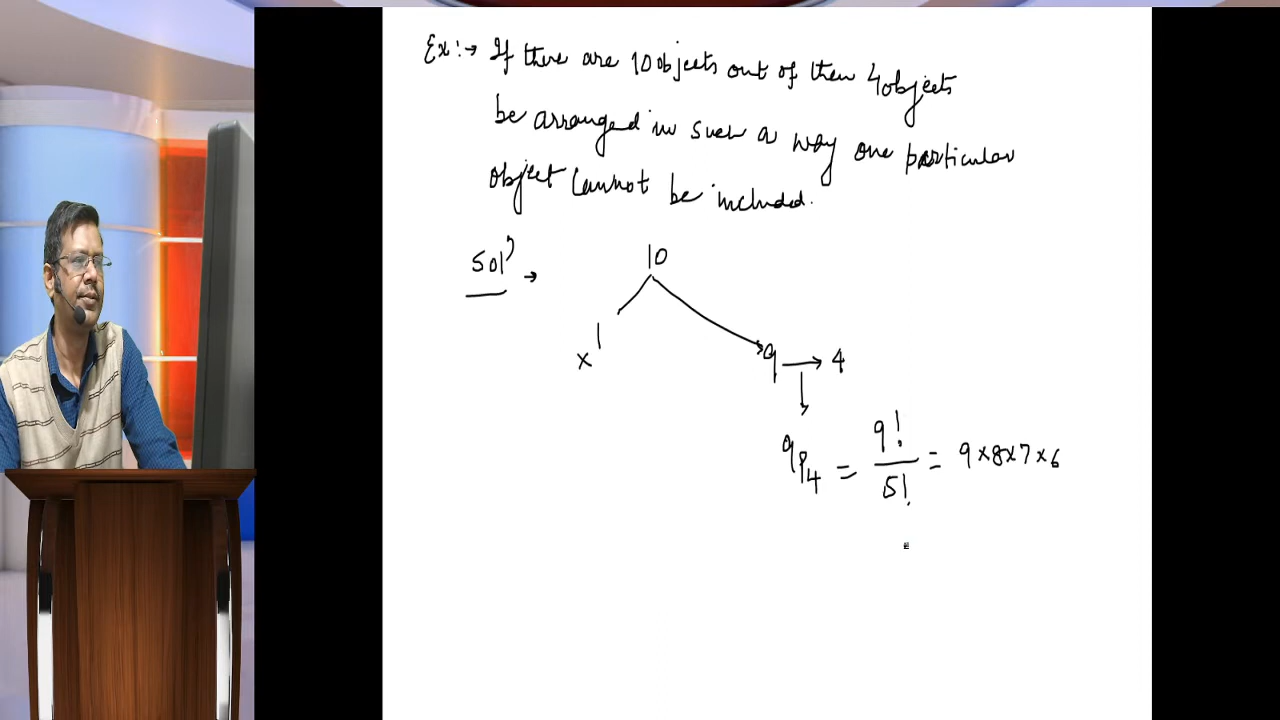 Ex:→ If there are 10 objects out of them 4 objects
be arranged in such a way one particular
object cannot be included.
Solⁿ → 10
x 1 9 → 4
⁹P₄ = 9!/5! = 9×8×7×6
=